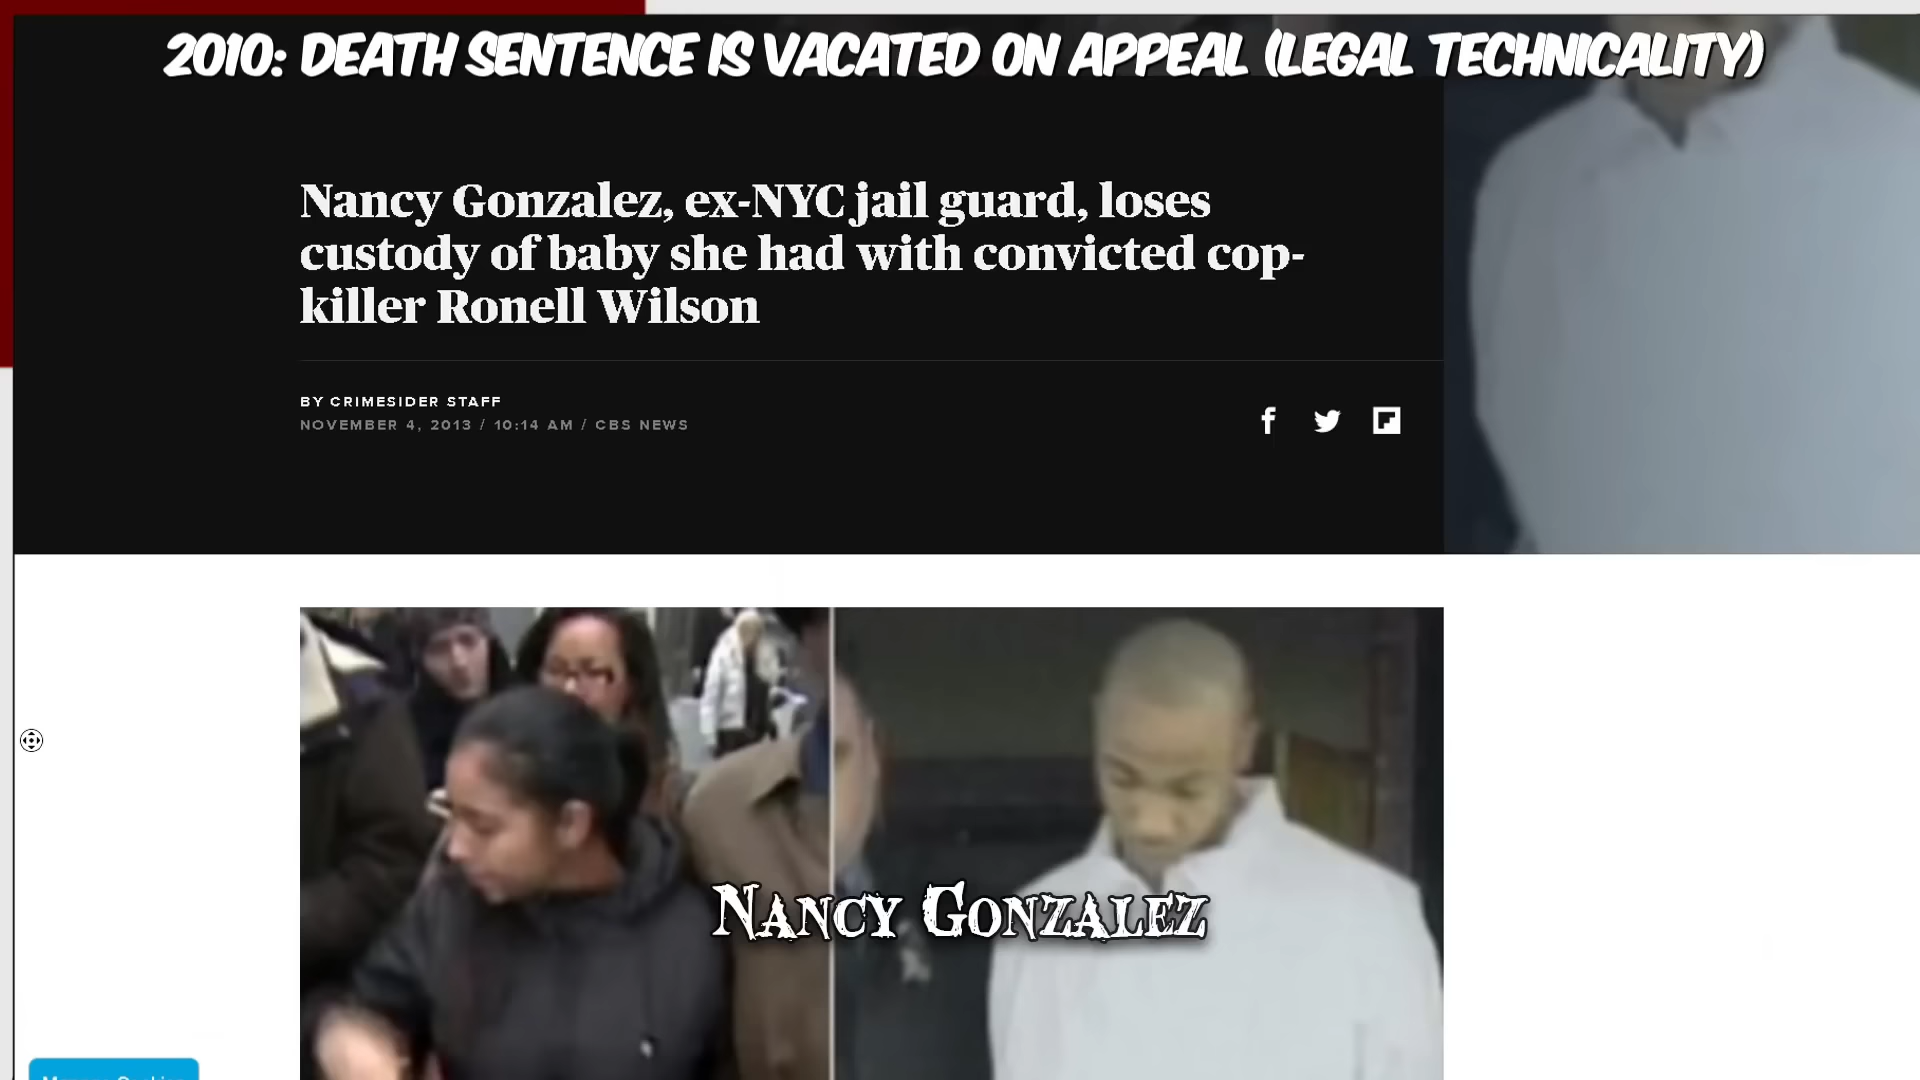 2010: DEATH SENTENCE IS VACATED ON APPEAL (LEGAL TECHNICALITY)
Nancy Gonzalez, ex-NYC jail guard, loses
custody of baby she had with convicted cop-
killer Ronell Wilson
BY CRIMESIDER STAFF
NOVEMBER 4, 2013 / 10:14 AM / CBS NEWS
NANCY GONZALEZ